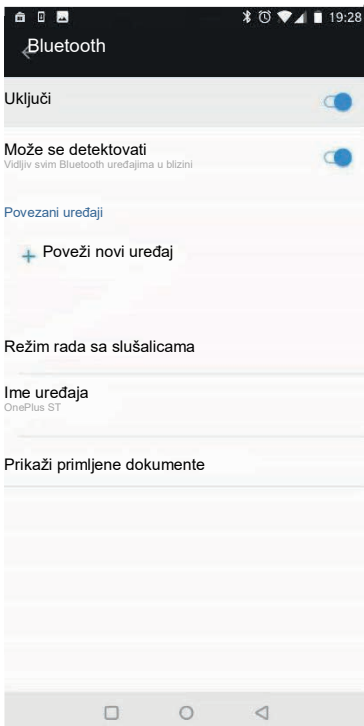 19:28
Bluetooth
Uključi
Može se detektovati
Vidljiv svim Bluetooth uređajima u blizini
Povezani uređaji
+ Poveži novi uređaj
Režim rada sa slušalicama
Ime uređaja
OnePlus ST
Prikaži primljene dokumente